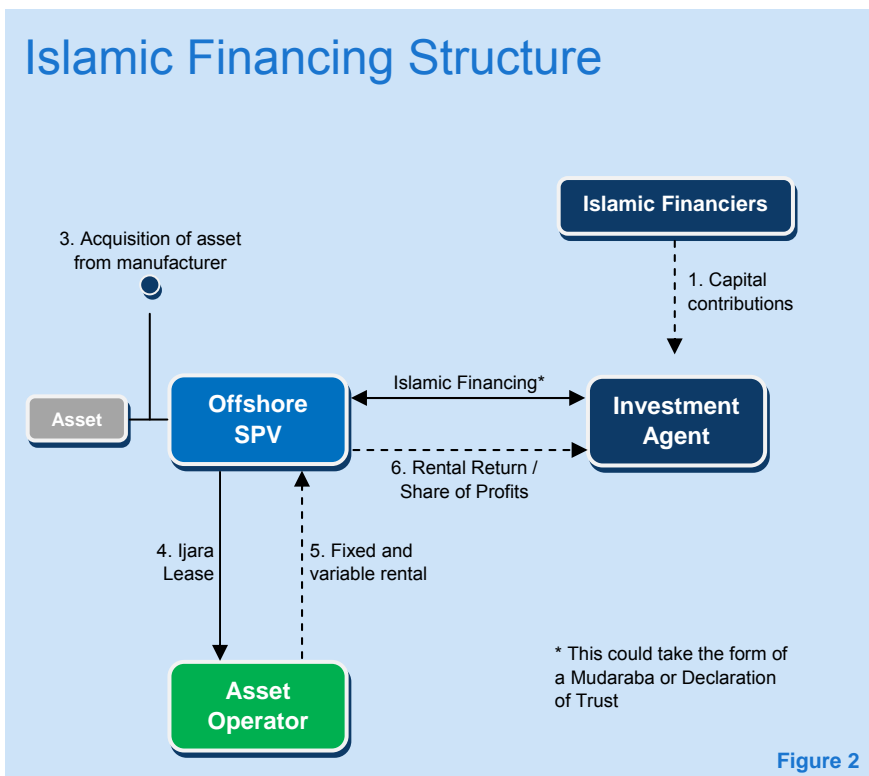 Islamic Financing Structure
Islamic Financiers
3. Acquisition of asset
from manufacturer
1. Capital
contributions
Islamic Financing*
Asset
Offshore
SPV
Investment
Agent
6. Rental Return /
Share of Profits
4. Ijara
Lease
5. Fixed and
variable rental
* This could take the form of
a Mudaraba or Declaration
of Trust
Asset
Operator
Figure 2